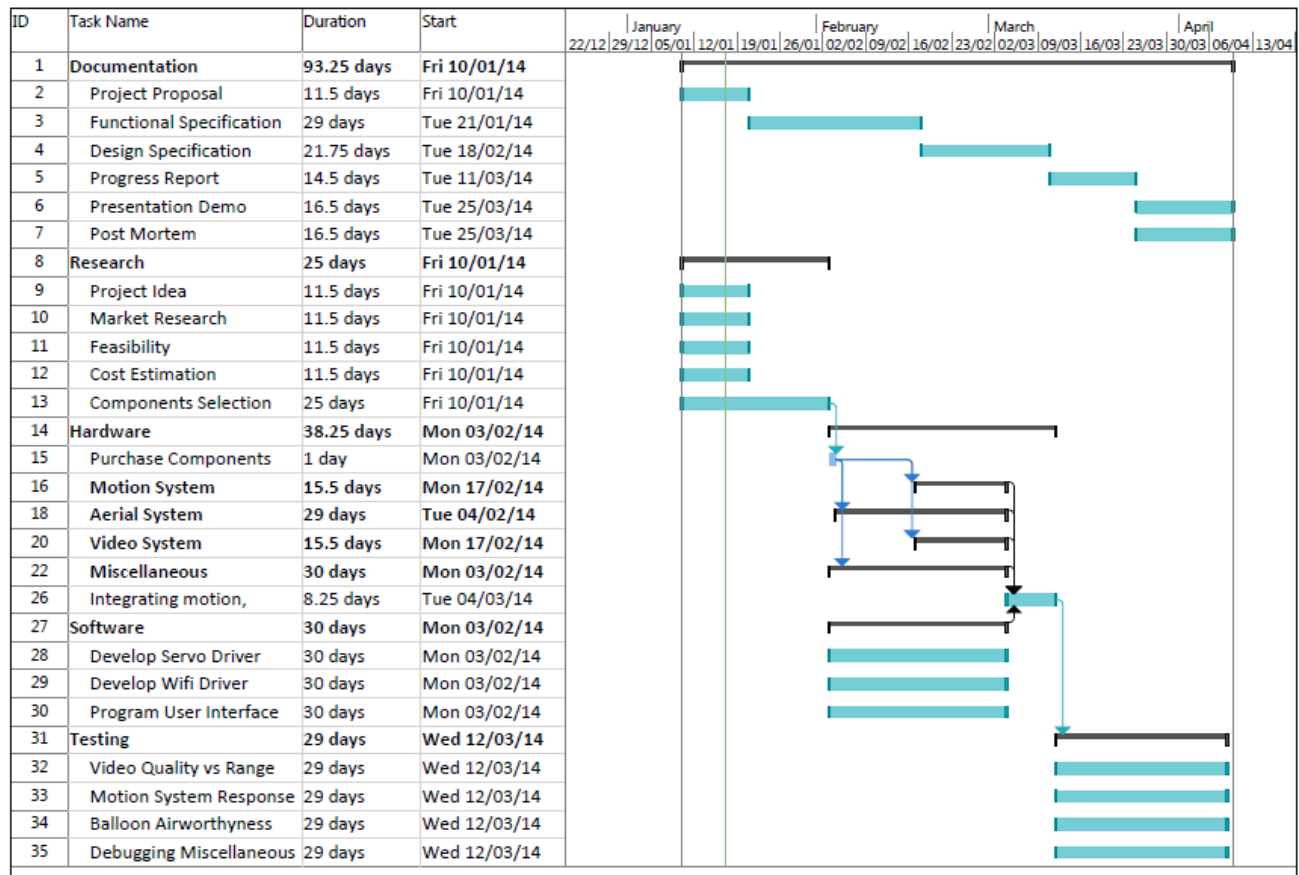 ID Task Name Duration Start January February March April
22/12 29/12 05/01 12/01 19/01 26/01 02/02 09/02 16/02 23/02 02/03 09/03 16/03 23/03 30/03 06/04 13/04
1 Documentation 93.25 days Fri 10/01/14
2 Project Proposal 11.5 days Fri 10/01/14
3 Functional Specification 29 days Tue 21/01/14
4 Design Specification 21.75 days Tue 18/02/14
5 Progress Report 14.5 days Tue 11/03/14
6 Presentation Demo 16.5 days Tue 25/03/14
7 Post Mortem 16.5 days Tue 25/03/14
8 Research 25 days Fri 10/01/14
9 Project Idea 11.5 days Fri 10/01/14
10 Market Research 11.5 days Fri 10/01/14
11 Feasibility 11.5 days Fri 10/01/14
12 Cost Estimation 11.5 days Fri 10/01/14
13 Components Selection 25 days Fri 10/01/14
14 Hardware 38.25 days Mon 03/02/14
15 Purchase Components 1 day Mon 03/02/14
16 Motion System 15.5 days Mon 17/02/14
18 Aerial System 29 days Tue 04/02/14
20 Video System 15.5 days Mon 17/02/14
22 Miscellaneous 30 days Mon 03/02/14
26 Integrating motion, 8.25 days Tue 04/03/14
27 Software 30 days Mon 03/02/14
28 Develop Servo Driver 30 days Mon 03/02/14
29 Develop Wifi Driver 30 days Mon 03/02/14
30 Program User Interface 30 days Mon 03/02/14
31 Testing 29 days Wed 12/03/14
32 Video Quality vs Range 29 days Wed 12/03/14
33 Motion System Response 29 days Wed 12/03/14
34 Balloon Airworthyness 29 days Wed 12/03/14
35 Debugging Miscellaneous 29 days Wed 12/03/14